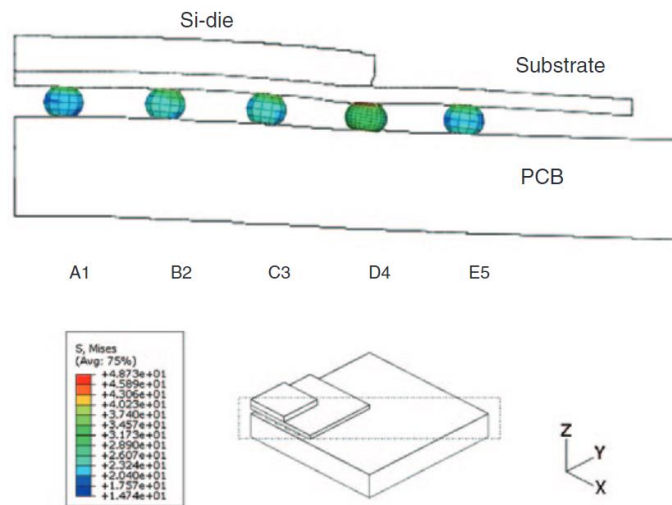 Si-die
Substrate
PCB
A1 B2 C3 D4 E5
S, Mises
(Avg: 75%)
+4.873e+01
+4.589e+01
+4.306e+01
+4.023e+01
+3.740e+01
+3.457e+01
+3.173e+01
+2.890e+01
+2.607e+01
+2.324e+01
+2.040e+01
+1.757e+01
+1.474e+01
Z
Y
X